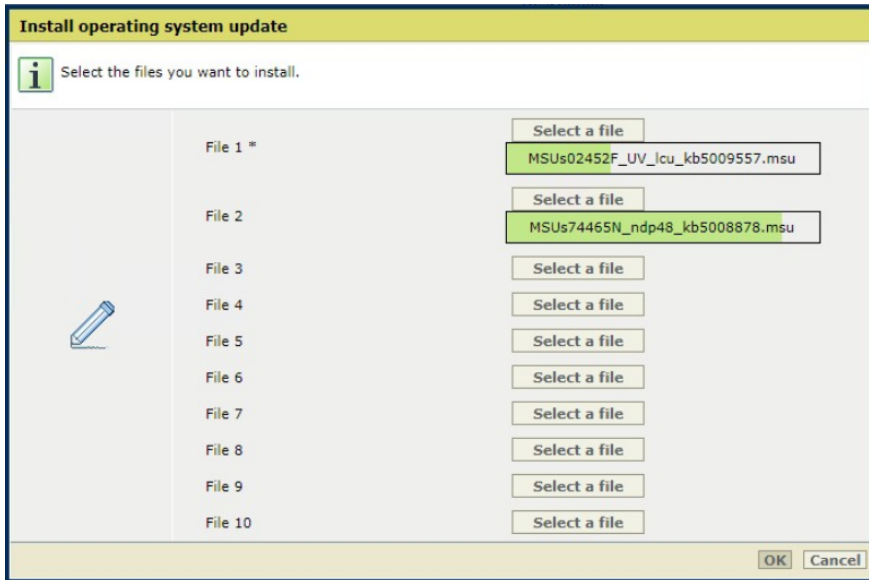 Install operating system update
i Select the files you want to install.
Select a file
File 1 *
MSUs02452F_UV_lcu_kb5009557.msu
Select a file
File 2
MSUs74465N_ndp48_kb5008878.msu
File 3 Select a file
File 4 Select a file
File 5 Select a file
File 6 Select a file
File 7 Select a file
File 8 Select a file
File 9 Select a file
File 10 Select a file
OK Cancel